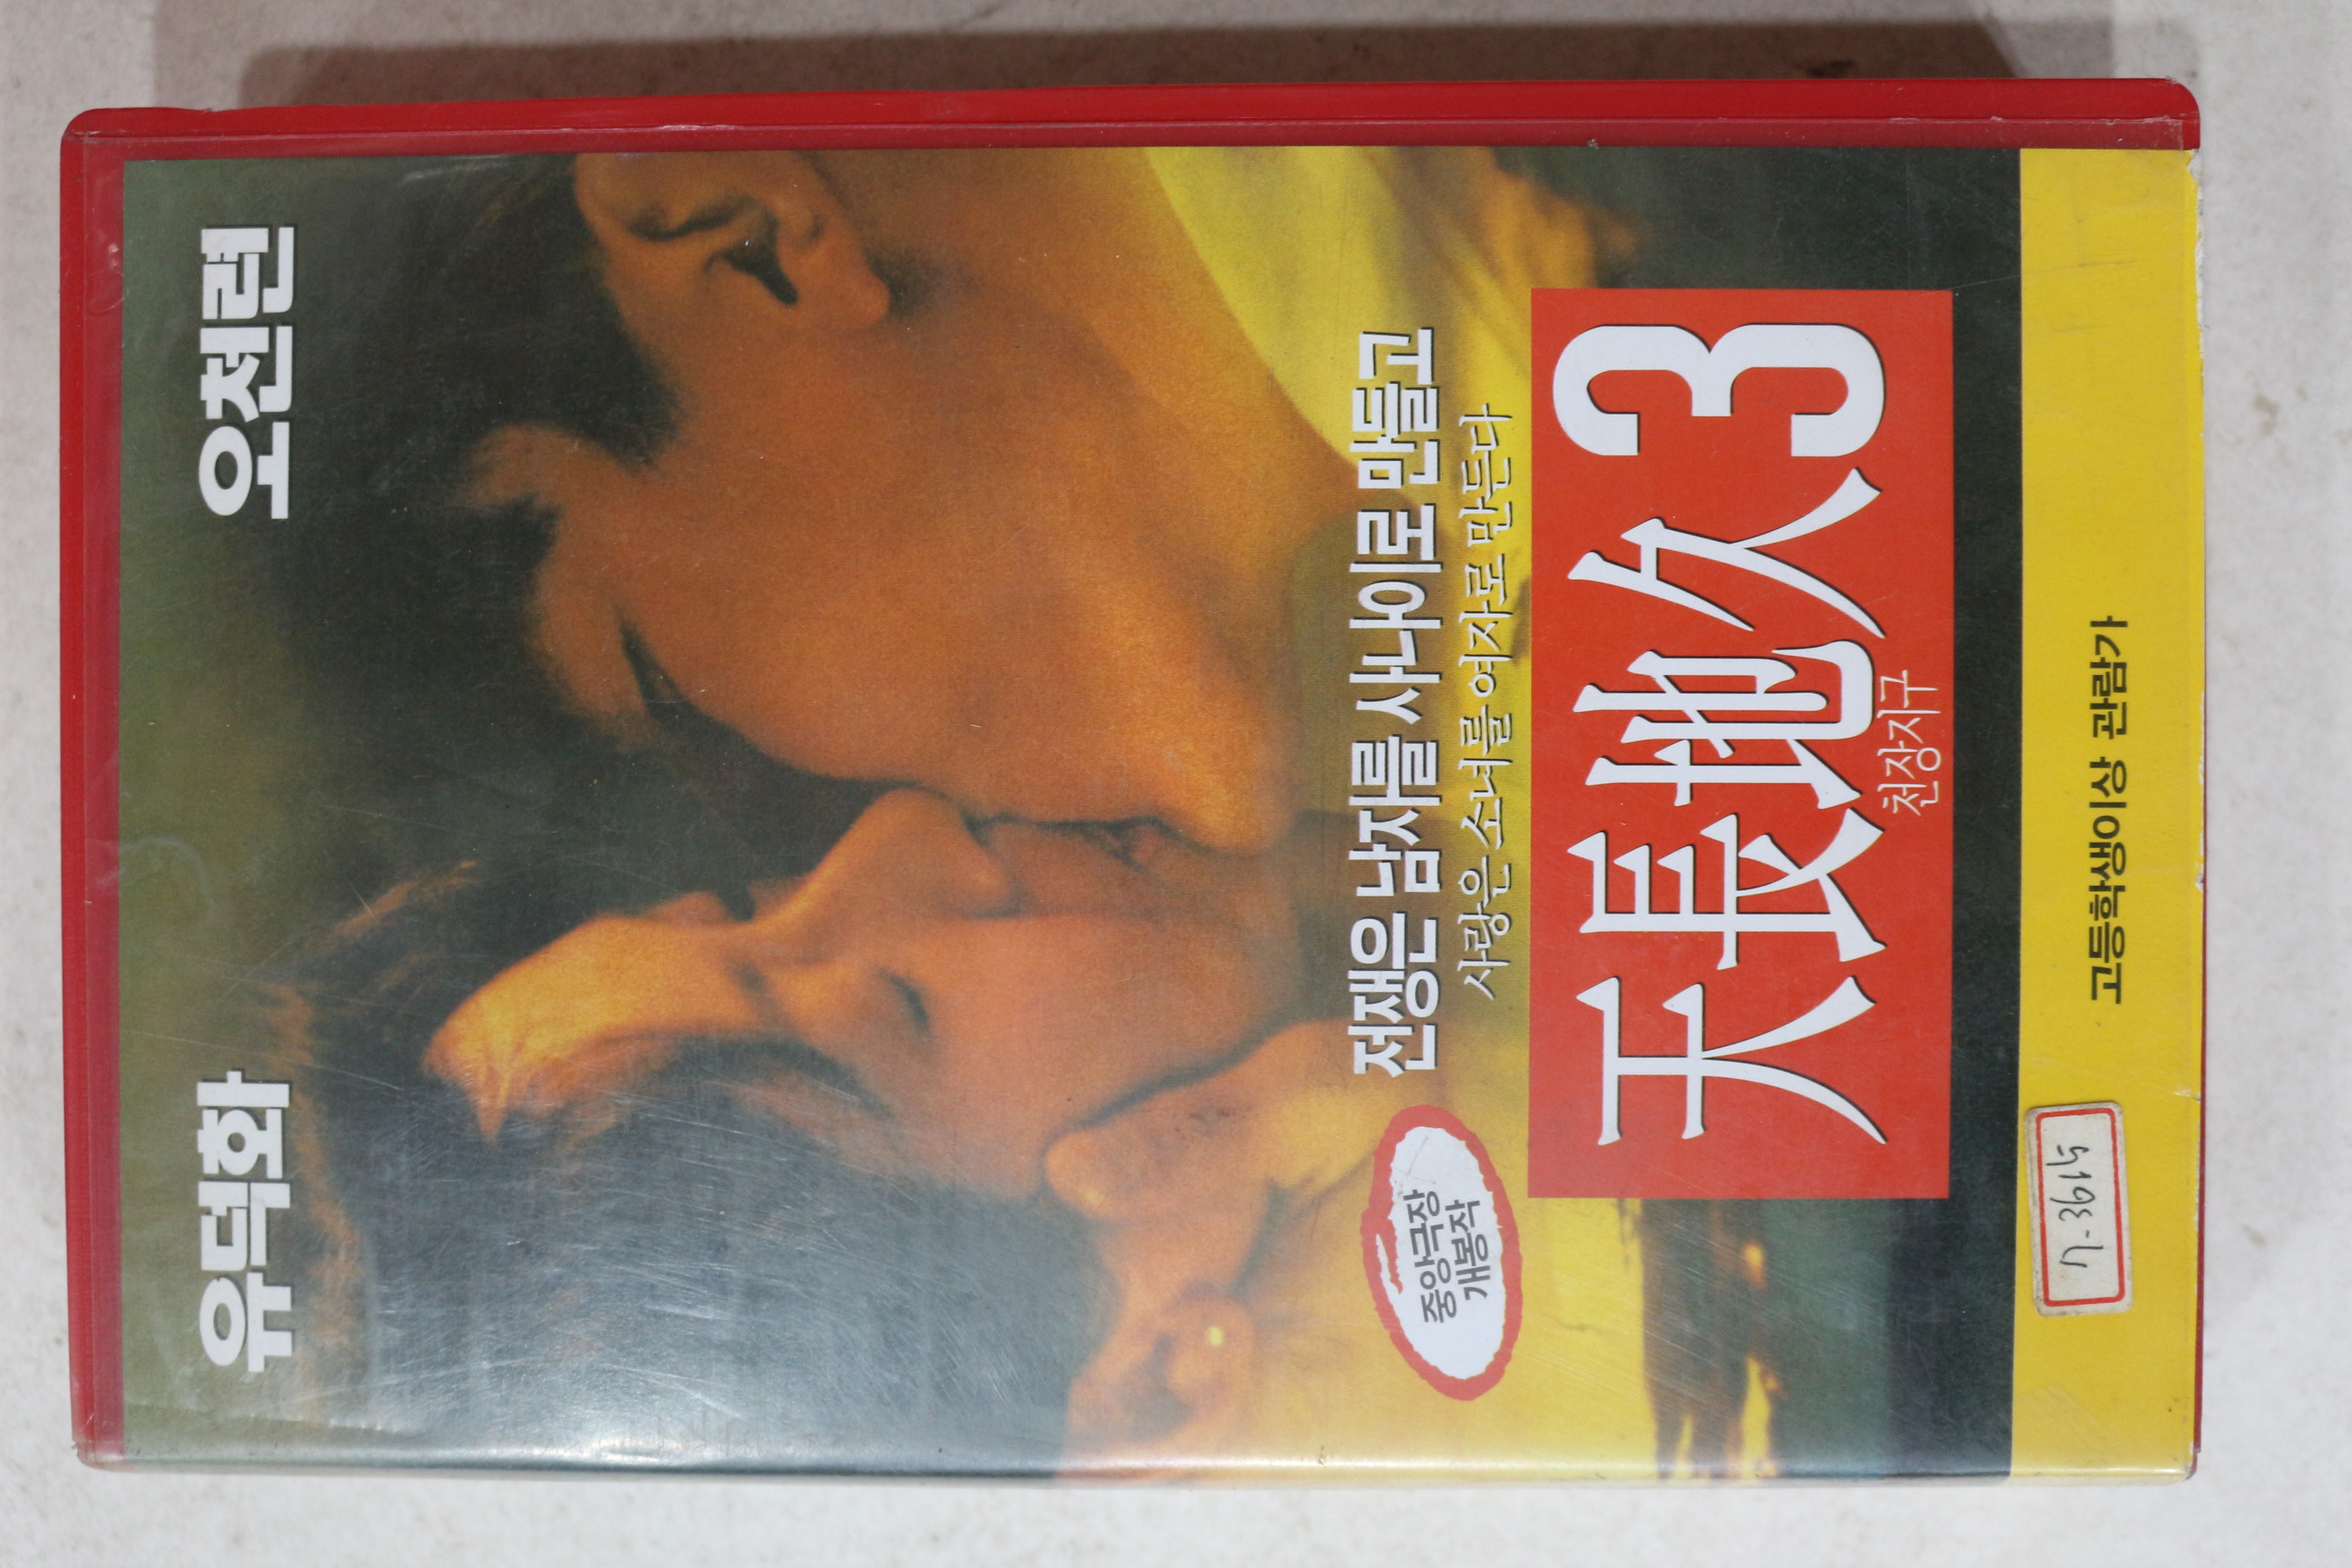 유덕화 오천련
전쟁은 남자를 사나이로 만들고
사랑은 소녀를 여자로 만든다
중앙극장
개봉작
天長地久3
천장지구
고등학생이상 관람가